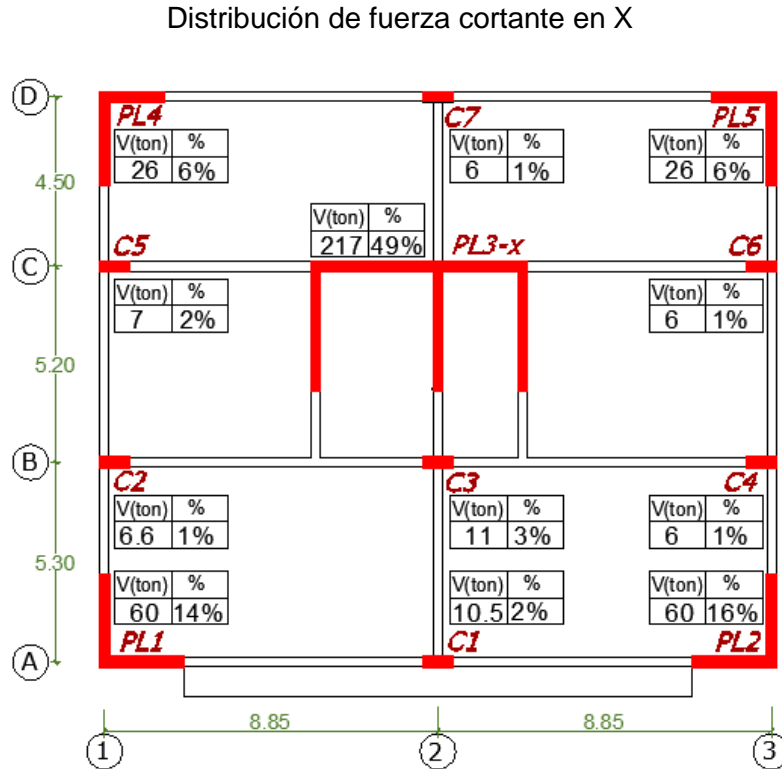 Distribución de fuerza cortante en X
D
PL4
C7
PL5
V(ton) %
26 6%
V(ton) %
6 1%
V(ton) %
26 6%
4.50
V(ton) %
217 49%
C5
PL3-x
C6
C
V(ton) %
7 2%
V(ton) %
6 1%
5.20
B
C2
C3
C4
V(ton) %
6.6 1%
V(ton) %
11 3%
V(ton) %
6 1%
5.30
V(ton) %
60 14%
V(ton) %
10.5 2%
V(ton) %
60 16%
PL1
C1
PL2
A
8.85
8.85
1
2
3